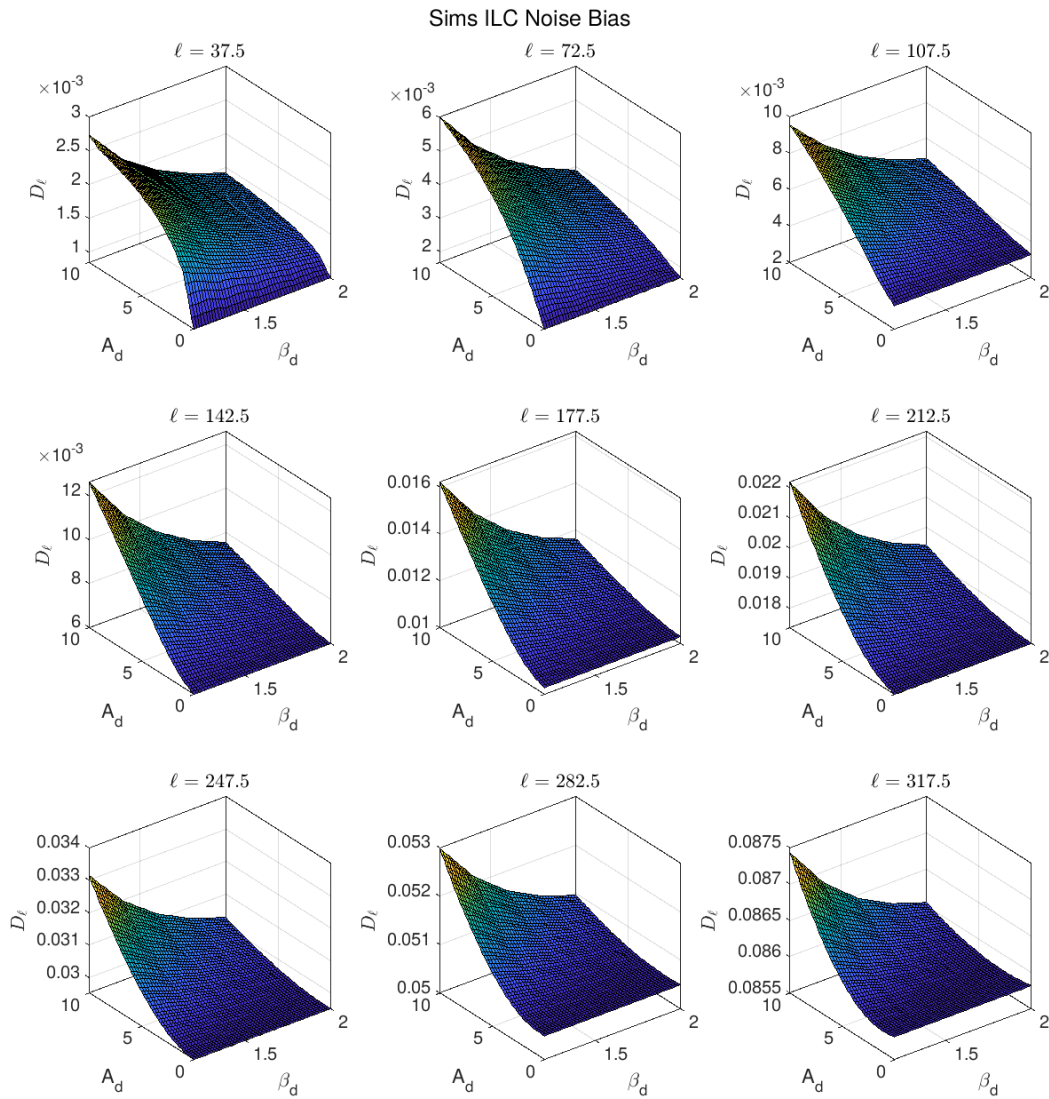 Sims ILC Noise Bias
ℓ = 37.5
×10⁻³
3
2.5
2
1.5
1
D_ℓ
10
5
0
A_d
1.5
2
β_d
ℓ = 72.5
×10⁻³
6
5
4
3
2
D_ℓ
10
5
0
A_d
1.5
2
β_d
ℓ = 107.5
×10⁻³
10
8
6
4
2
D_ℓ
10
5
0
A_d
1.5
2
β_d
ℓ = 142.5
×10⁻³
12
10
8
6
D_ℓ
10
5
0
A_d
1.5
2
β_d
ℓ = 177.5
0.016
0.014
0.012
0.01
D_ℓ
10
5
0
A_d
1.5
2
β_d
ℓ = 212.5
0.022
0.021
0.02
0.019
0.018
D_ℓ
10
5
0
A_d
1.5
2
β_d
ℓ = 247.5
0.034
0.033
0.032
0.031
0.03
D_ℓ
10
5
0
A_d
1.5
2
β_d
ℓ = 282.5
0.053
0.052
0.051
0.05
D_ℓ
10
5
0
A_d
1.5
2
β_d
ℓ = 317.5
0.0875
0.087
0.0865
0.086
0.0855
D_ℓ
10
5
0
A_d
1.5
2
β_d